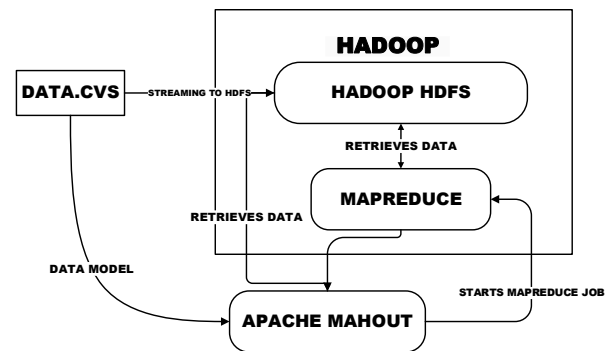 HADOOP
DATA.CVS
STREAMING TO HDFS
HADOOP HDFS
RETRIEVES DATA
MAPREDUCE
RETRIEVES DATA
DATA MODEL
STARTS MAPREDUCE JOB
APACHE MAHOUT